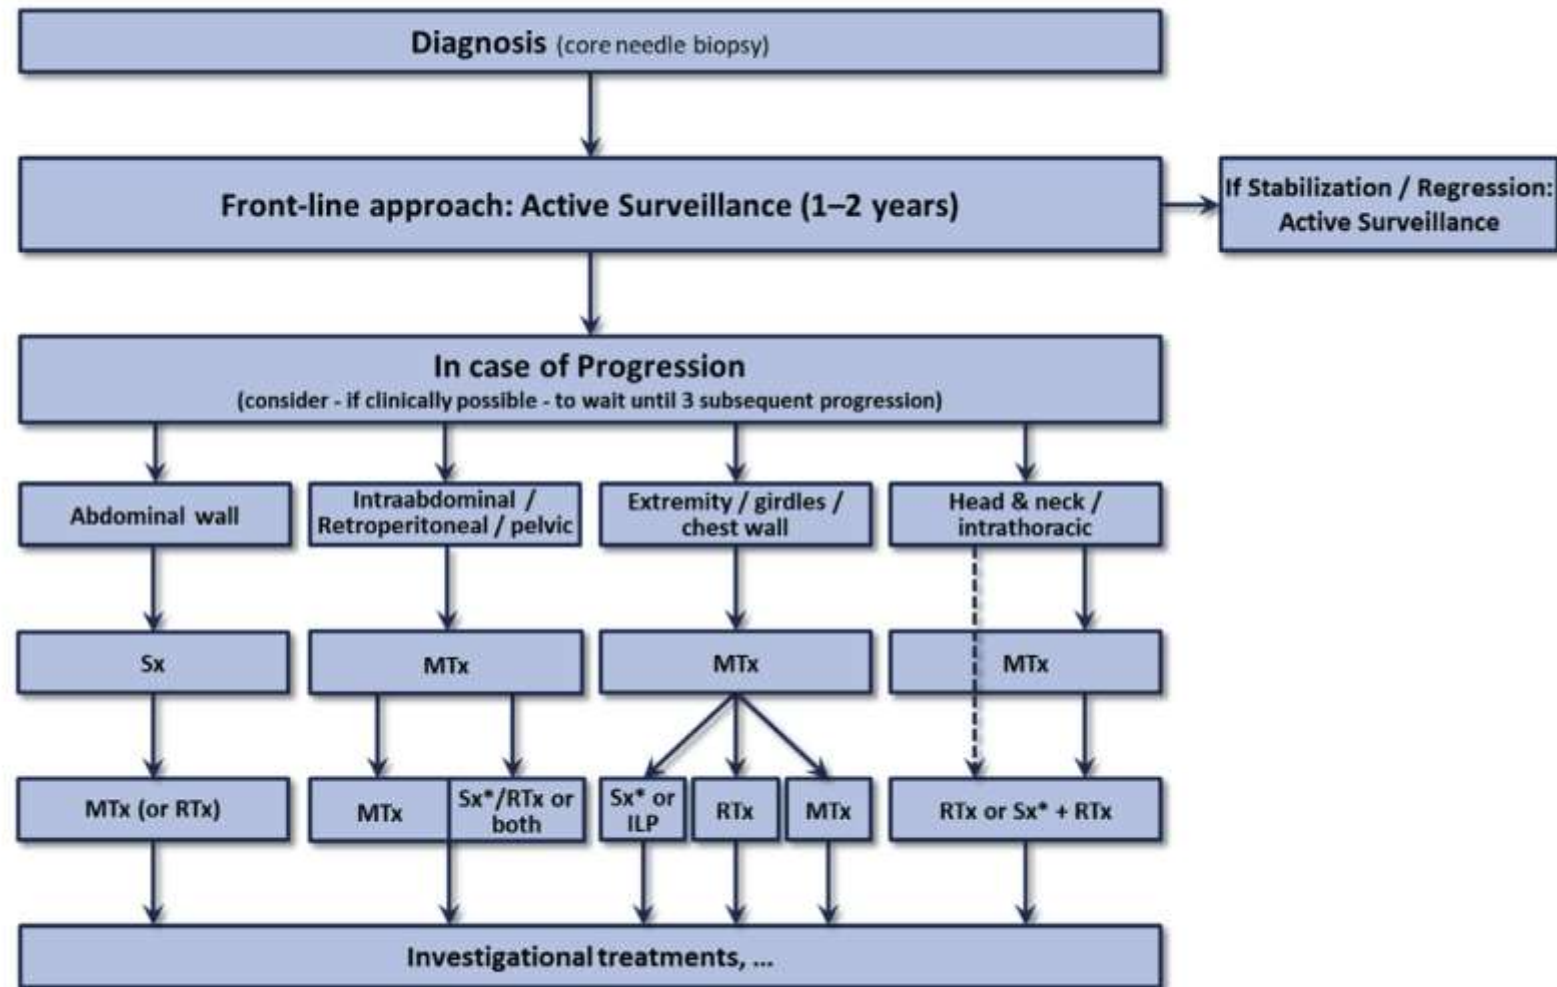 Diagnosis (core needle biopsy)
Front-line approach: Active Surveillance (1–2 years)
If Stabilization / Regression:
Active Surveillance
In case of Progression
(consider - if clinically possible - to wait until 3 subsequent progression)
Abdominal wall
Intraabdominal /
Retroperitoneal / pelvic
Extremity / girdles /
chest wall
Head & neck /
intrathoracic
Sx
MTx
MTx
MTx
MTx (or RTx)
MTx
Sx*/RTx or
both
Sx* or
ILP
RTx
MTx
RTx or Sx* + RTx
Investigational treatments, ...